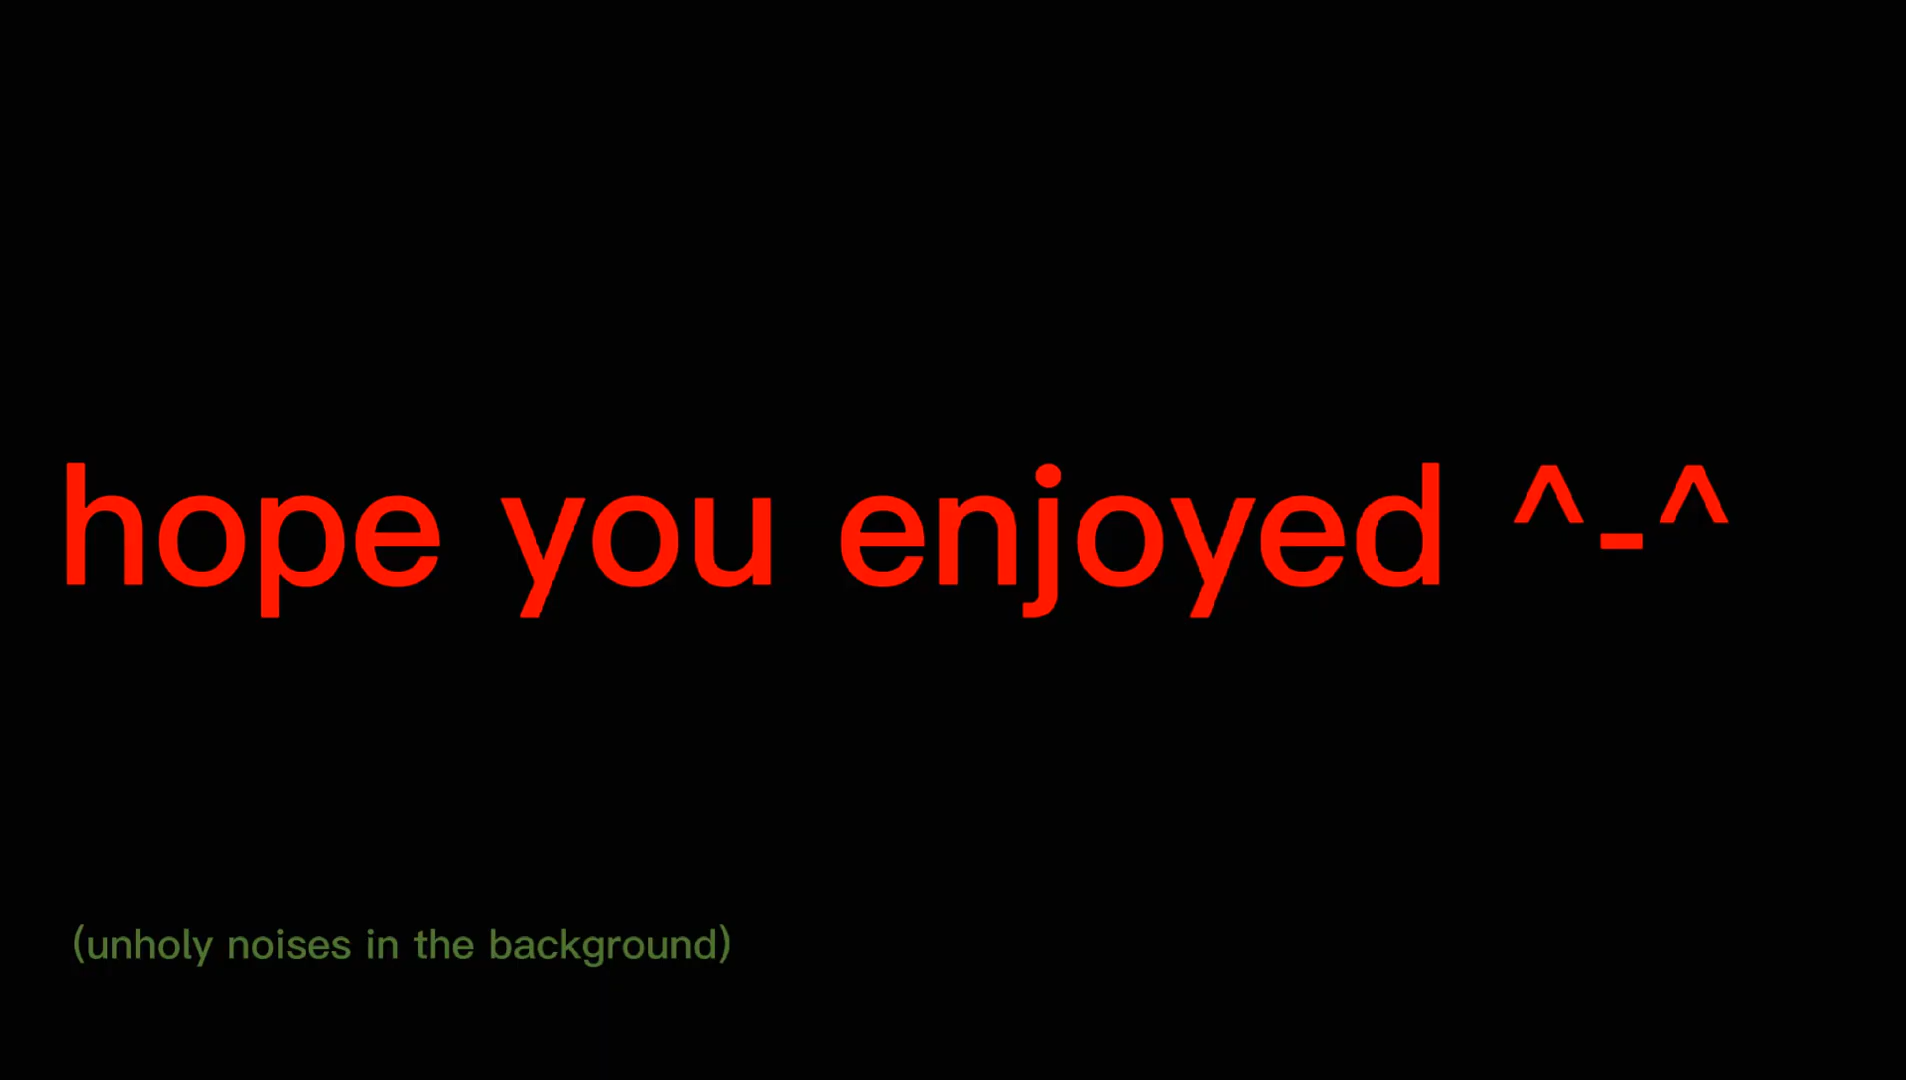 hope you enjoyed ^-^
(unholy noises in the background)